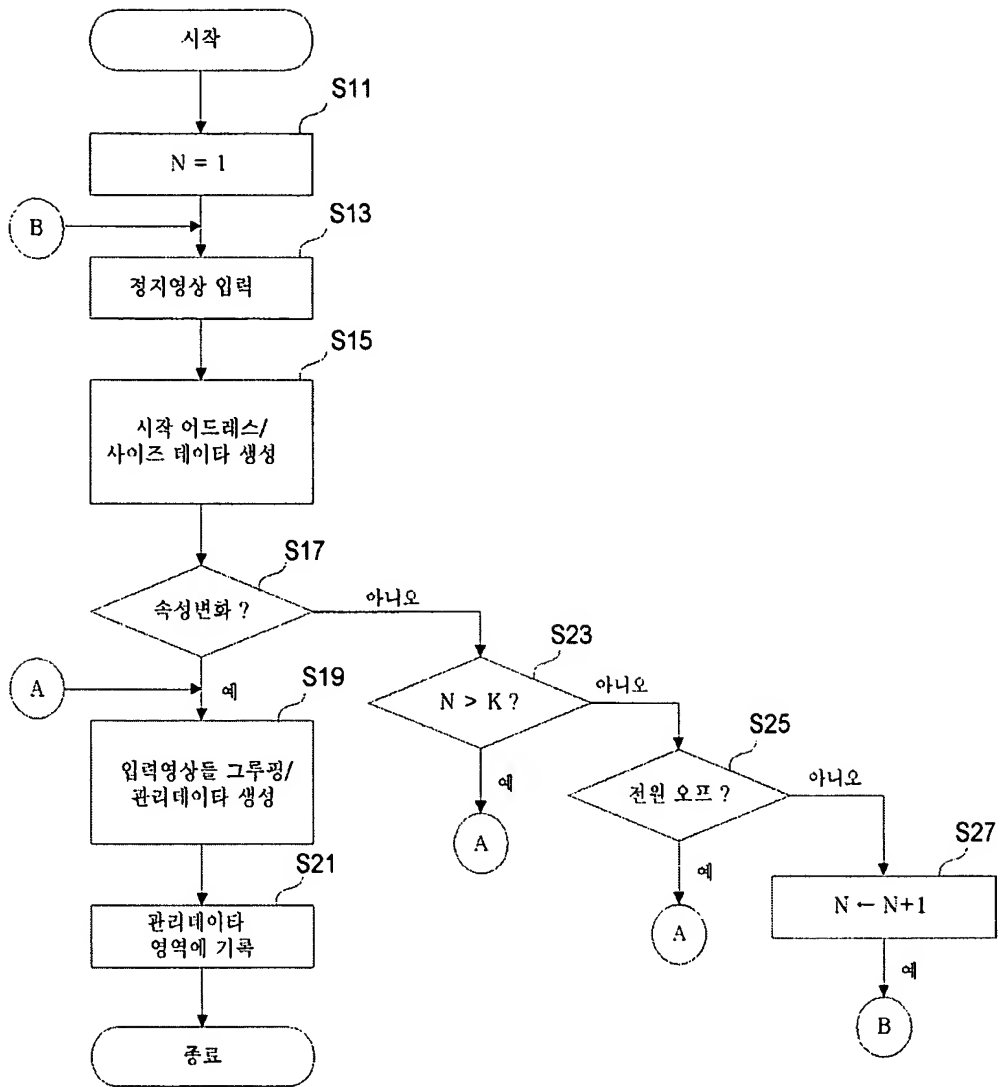 시작
S11
N = 1
B
S13
정지영상 입력
S15
시작 어드레스/
사이즈 데이타 생성
S17
속성변화 ?
아니오
A
예
S19
입력영상들 그루핑/
관리데이타 생성
S23
N > K ?
아니오
예
A
S25
전원 오프 ?
아니오
예
A
S27
N ← N+1
예
B
S21
관리데이타
영역에 기록
종료